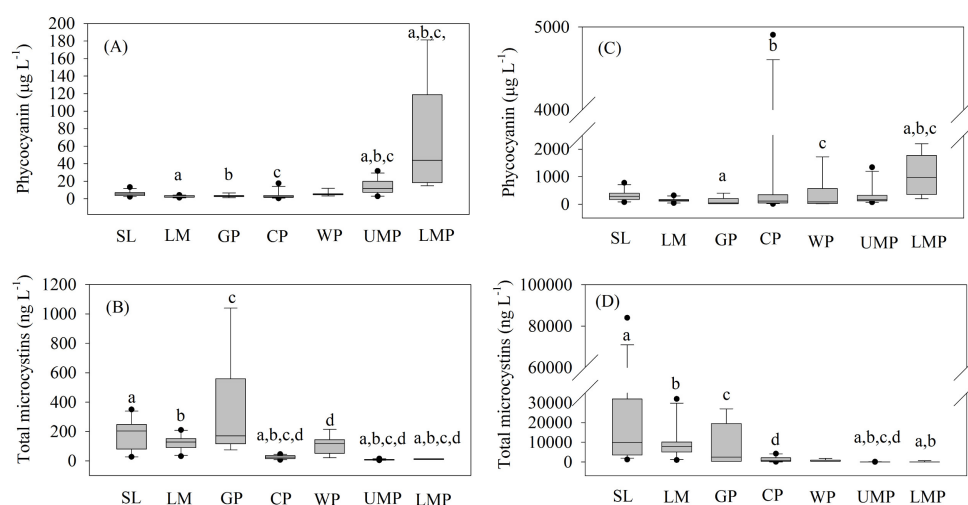 200
180
160
140
120
100
80
60
40
20
0
Phycocyanin (µg L⁻¹)
(A)
a b c a,b,c a,b,c,
SL LM GP CP WP UMP LMP
5000
4000
2000
1000
0
Phycocyanin (µg L⁻¹)
(C)
a b c a,b,c
SL LM GP CP WP UMP LMP
1200
1000
800
600
400
200
0
Total microcystins (ng L⁻¹)
(B)
a b c a,b,c,d d a,b,c,d a,b,c,d
SL LM GP CP WP UMP LMP
100000
80000
60000
30000
20000
10000
0
Total microcystins (ng L⁻¹)
(D)
a b c d a,b,c,d a,b
SL LM GP CP WP UMP LMP